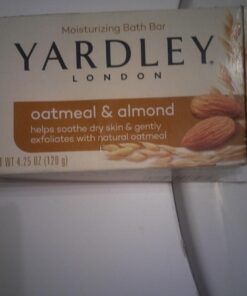 Moisturizing Bath Bar
YARDLEY
LONDON
oatmeal & almond
helps soothe dry skin & gently
exfoliates with natural oatmeal
WT 4.25 OZ (120 g)